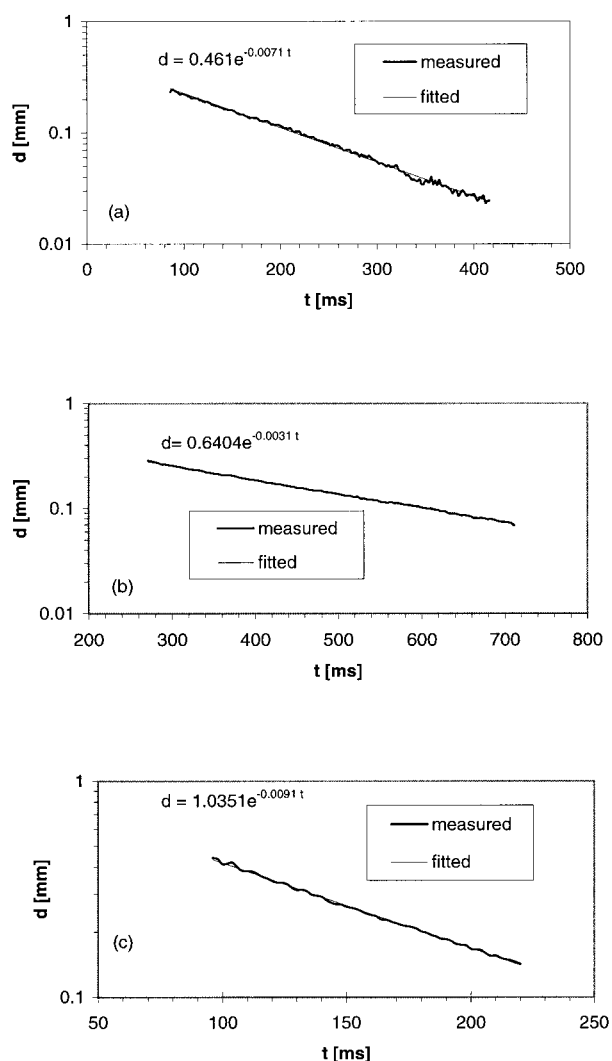 1
d = 0.461e-0.0071 t
measured
fitted
0.1
d [mm]
(a)
0.01
0 100 200 300 400 500
t [ms]
1
d= 0.6404e-0.0031 t
0.1
d [mm]
measured
fitted
(b)
0.01
200 300 400 500 600 700 800
t [ms]
1
d = 1.0351e-0.0091 t
measured
fitted
d [mm]
(c)
0.1
50 100 150 200 250
t [ms]